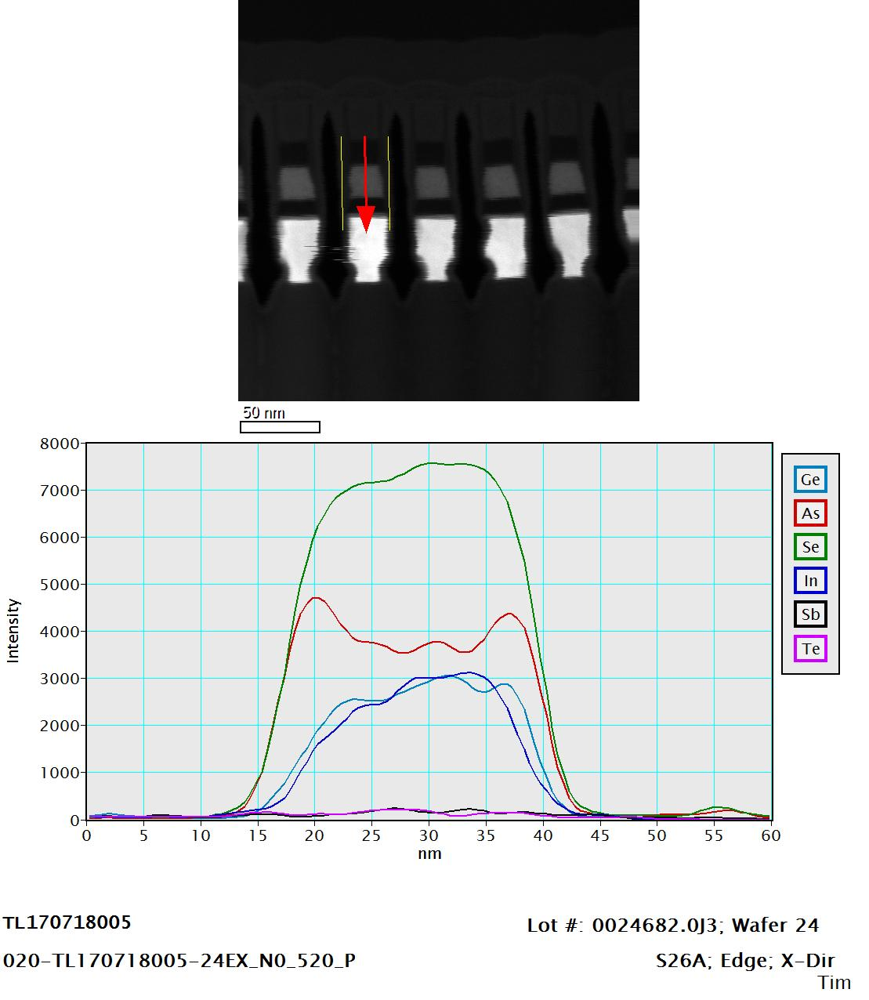 50 nm
8000
7000
6000
5000
4000
3000
2000
1000
0
Intensity
0 5 10 15 20 25 30 35 40 45 50 55 60
nm
Ge
As
Se
In
Sb
Te
TL170718005
Lot #: 0024682.0J3; Wafer 24
020-TL170718005-24EX_N0_520_P
S26A; Edge; X-Dir
Tim